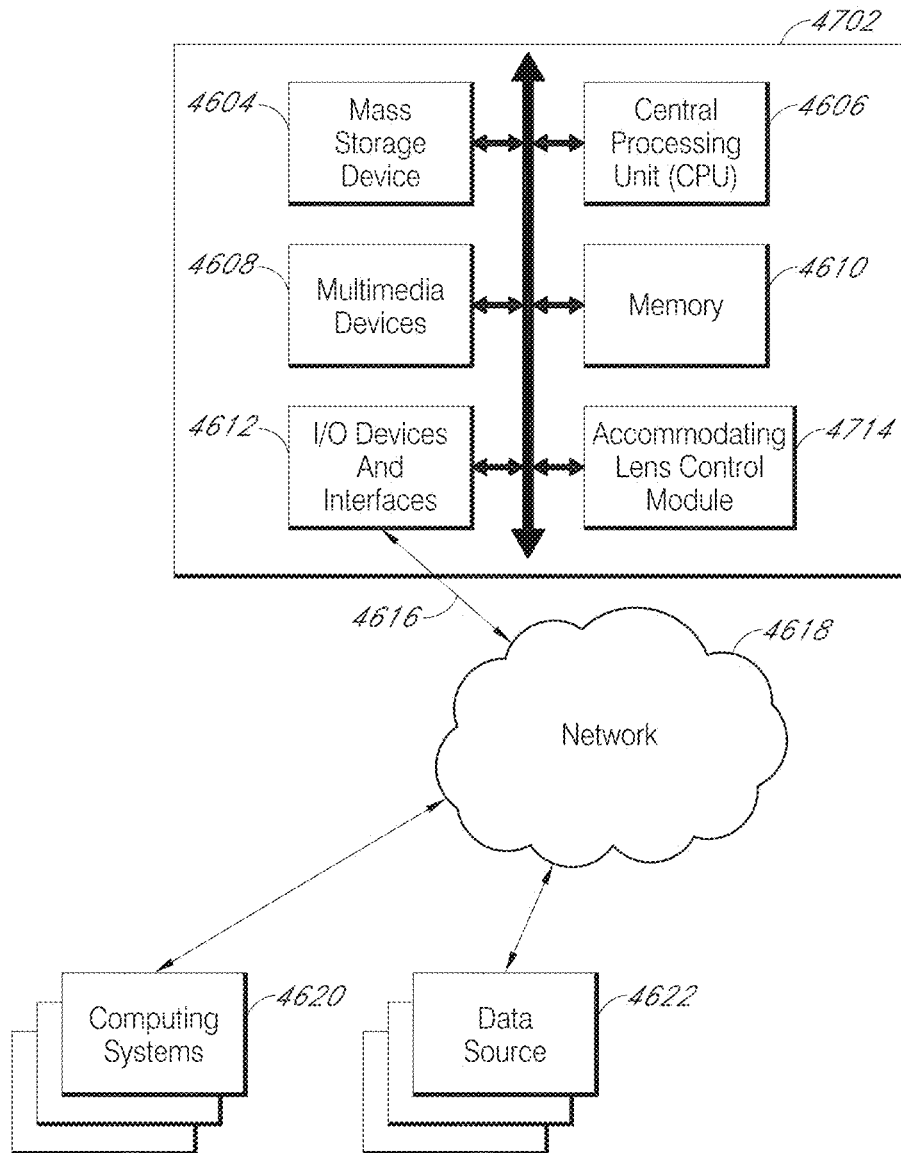 4702
4604
Mass
Storage
Device
Central
Processing
Unit (CPU)
4606
4608
Multimedia
Devices
Memory
4610
4612
I/O Devices
And
Interfaces
Accommodating
Lens Control
Module
4714
4616
4618
Network
Computing
Systems
4620
Data
Source
4622